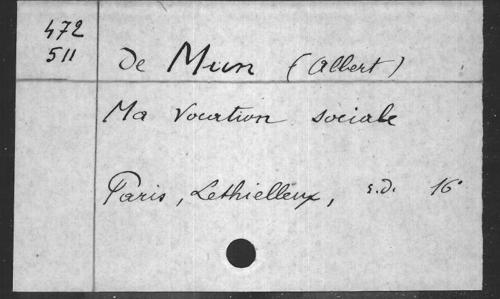 472
511
De Mun (Albert)
Ma vocation sociale
Paris, Lethielleux, s.d. 16°